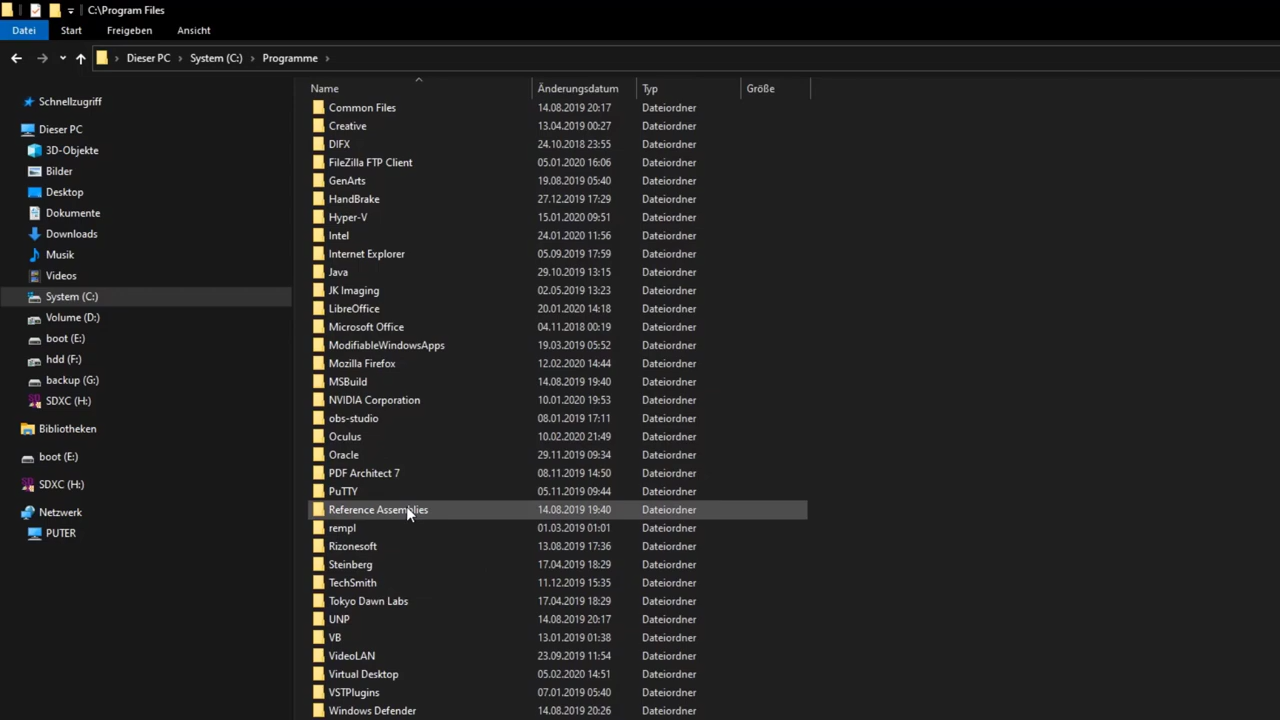 C:\Program Files
Datei Start Freigeben Ansicht
Dieser PC System (C:) Programme
Schnellzugriff
Dieser PC
3D-Objekte
Bilder
Desktop
Dokumente
Downloads
Musik
Videos
System (C:)
Volume (D:)
boot (E:)
hdd (F:)
backup (G:)
SDXC (H:)
Bibliotheken
boot (E:)
SDXC (H:)
Netzwerk
PUTER
Name Änderungsdatum Typ Größe
Common Files 14.08.2019 20:17 Dateiordner
Creative 13.04.2019 00:27 Dateiordner
DIFX 24.10.2018 23:55 Dateiordner
FileZilla FTP Client 05.01.2020 16:06 Dateiordner
GenArts 19.08.2019 05:40 Dateiordner
HandBrake 27.12.2019 17:29 Dateiordner
Hyper-V 15.01.2020 09:51 Dateiordner
Intel 24.01.2020 11:56 Dateiordner
Internet Explorer 05.09.2019 17:59 Dateiordner
Java 29.10.2019 13:15 Dateiordner
JK Imaging 02.05.2019 13:23 Dateiordner
LibreOffice 20.01.2020 14:18 Dateiordner
Microsoft Office 04.11.2018 00:19 Dateiordner
ModifiableWindowsApps 19.03.2019 05:52 Dateiordner
Mozilla Firefox 12.02.2020 14:44 Dateiordner
MSBuild 14.08.2019 19:40 Dateiordner
NVIDIA Corporation 10.01.2020 19:53 Dateiordner
obs-studio 08.01.2019 17:11 Dateiordner
Oculus 10.02.2020 21:49 Dateiordner
Oracle 29.11.2019 09:34 Dateiordner
PDF Architect 7 08.11.2019 14:50 Dateiordner
PuTTY 05.11.2019 09:44 Dateiordner
Reference Assemblies 14.08.2019 19:40 Dateiordner
rempl 01.03.2019 01:01 Dateiordner
Rizonesoft 13.08.2019 17:36 Dateiordner
Steinberg 17.04.2019 18:29 Dateiordner
TechSmith 11.12.2019 15:35 Dateiordner
Tokyo Dawn Labs 17.04.2019 18:29 Dateiordner
UNP 14.08.2019 20:17 Dateiordner
VB 13.01.2019 01:38 Dateiordner
VideoLAN 23.09.2019 11:54 Dateiordner
Virtual Desktop 05.02.2020 14:51 Dateiordner
VSTPlugins 07.01.2019 05:40 Dateiordner
Windows Defender 14.08.2019 20:26 Dateiordner